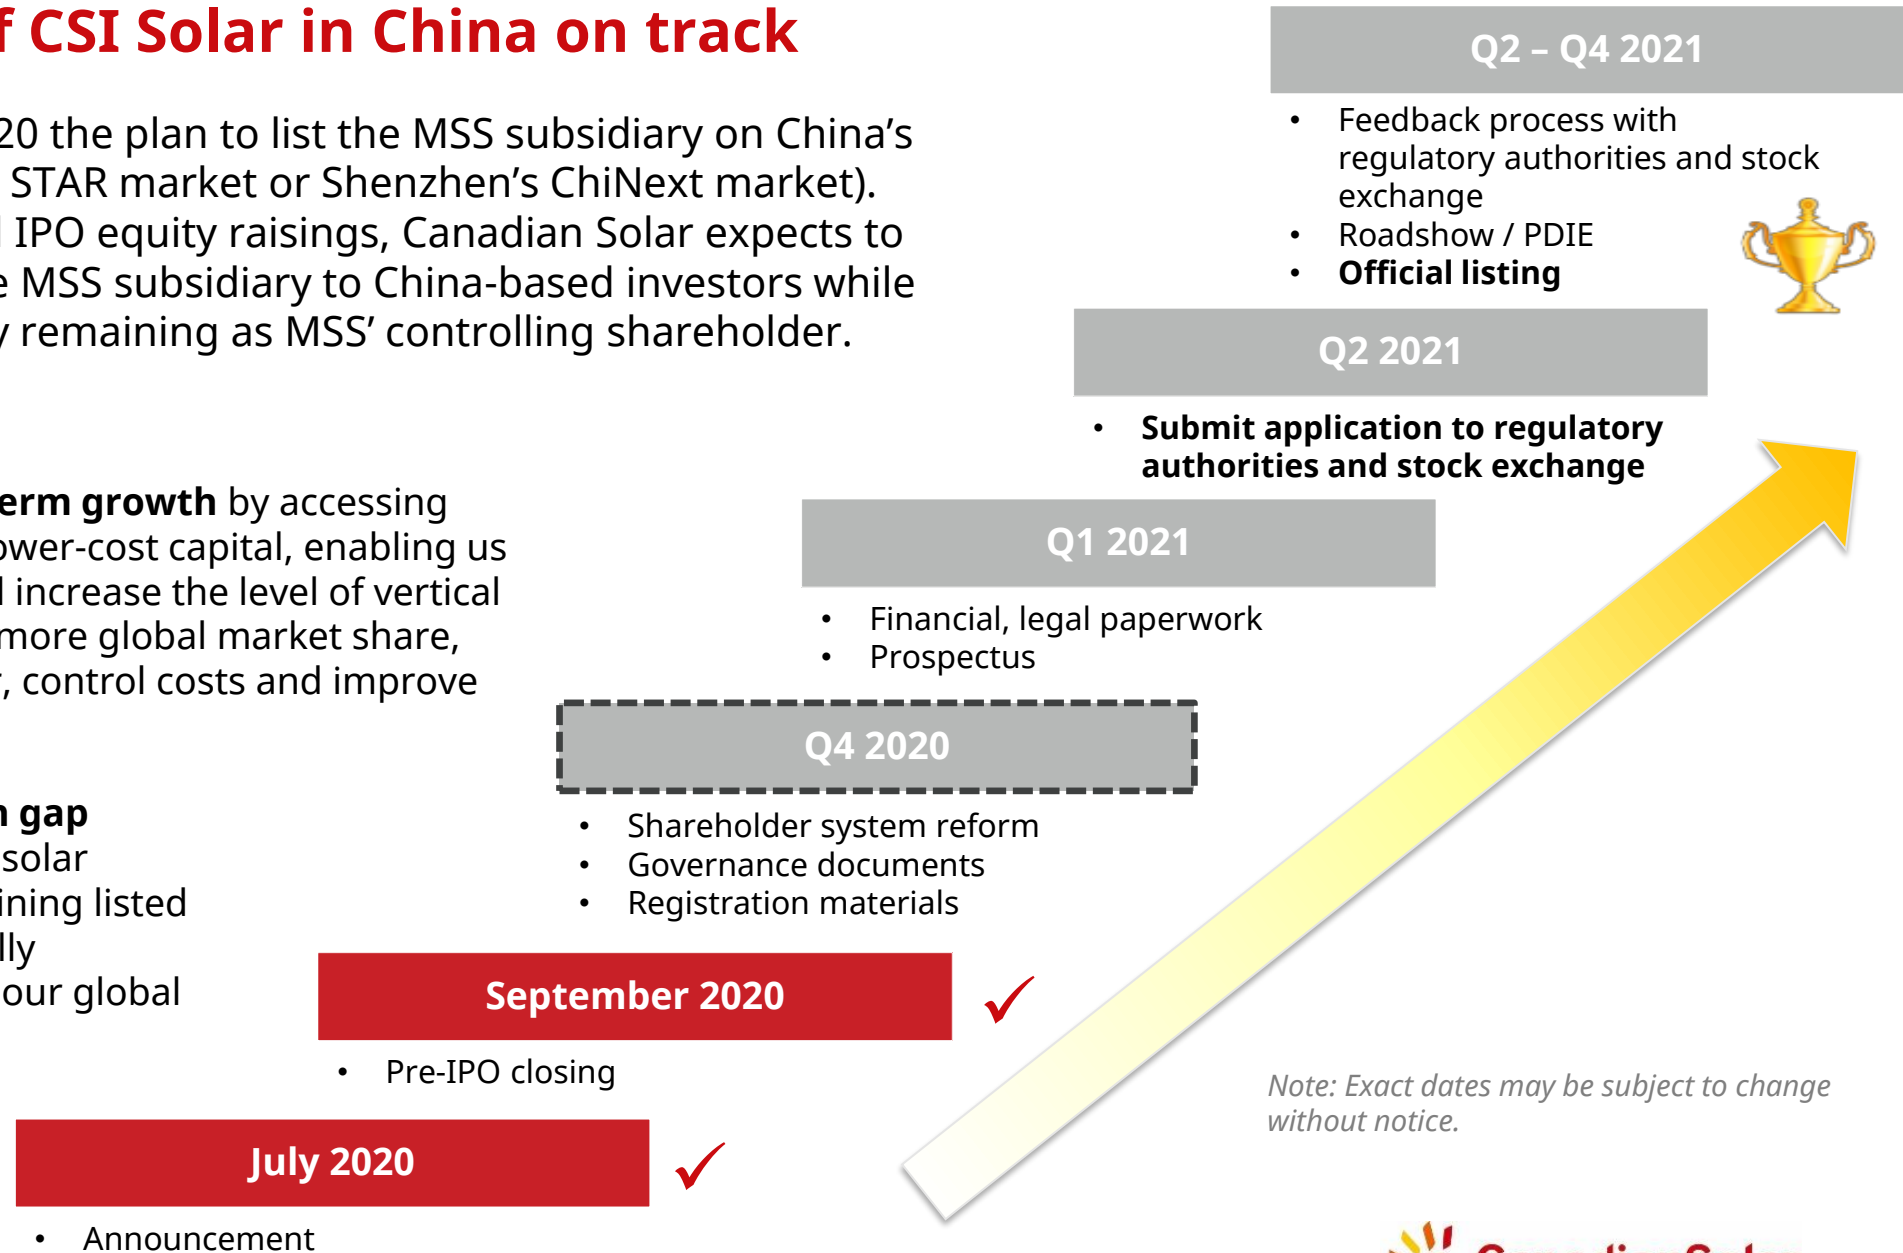 f CSI Solar in China on track
20 the plan to list the MSS subsidiary on China’s
STAR market or Shenzhen’s ChiNext market).
IPO equity raisings, Canadian Solar expects to
e MSS subsidiary to China-based investors while
y remaining as MSS’ controlling shareholder.
erm growth by accessing
ower-cost capital, enabling us
increase the level of vertical
more global market share,
, control costs and improve
gap
solar
ining listed
lly
our global
Q2 – Q4 2021
• Feedback process with
regulatory authorities and stock
exchange
• Roadshow / PDIE
• Official listing
Q2 2021
• Submit application to regulatory
authorities and stock exchange
Q1 2021
• Financial, legal paperwork
• Prospectus
Q4 2020
• Shareholder system reform
• Governance documents
• Registration materials
September 2020
• Pre-IPO closing
July 2020
• Announcement
Note: Exact dates may be subject to change
without notice.